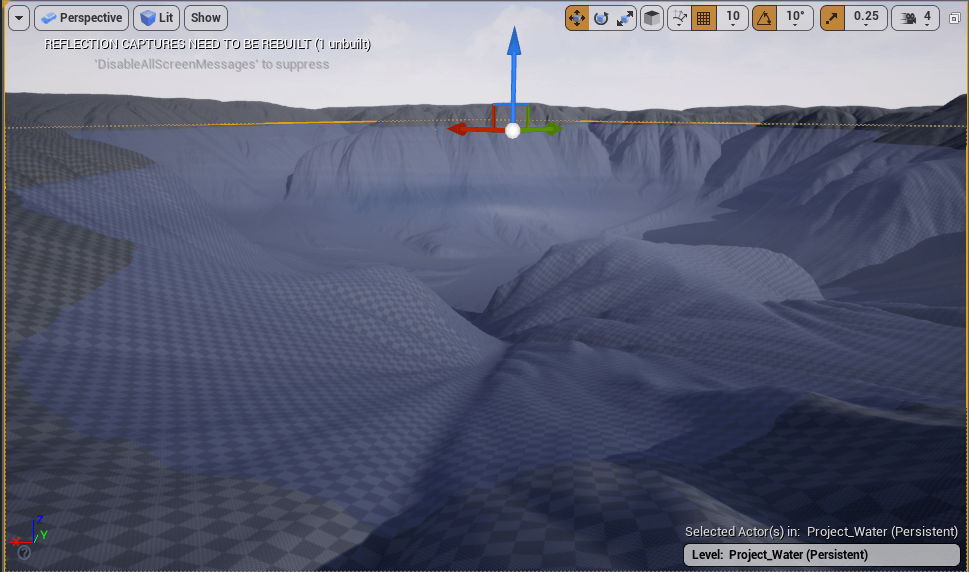 Perspective
Lit
Show
10
10°
0.25
4
REFLECTION CAPTURES NEED TO BE REBUILT (1 unbuilt)
'DisableAllScreenMessages' to suppress
Z
X
Y
?
Selected Actor(s) in: Project_Water (Persistent)
Level: Project_Water (Persistent)